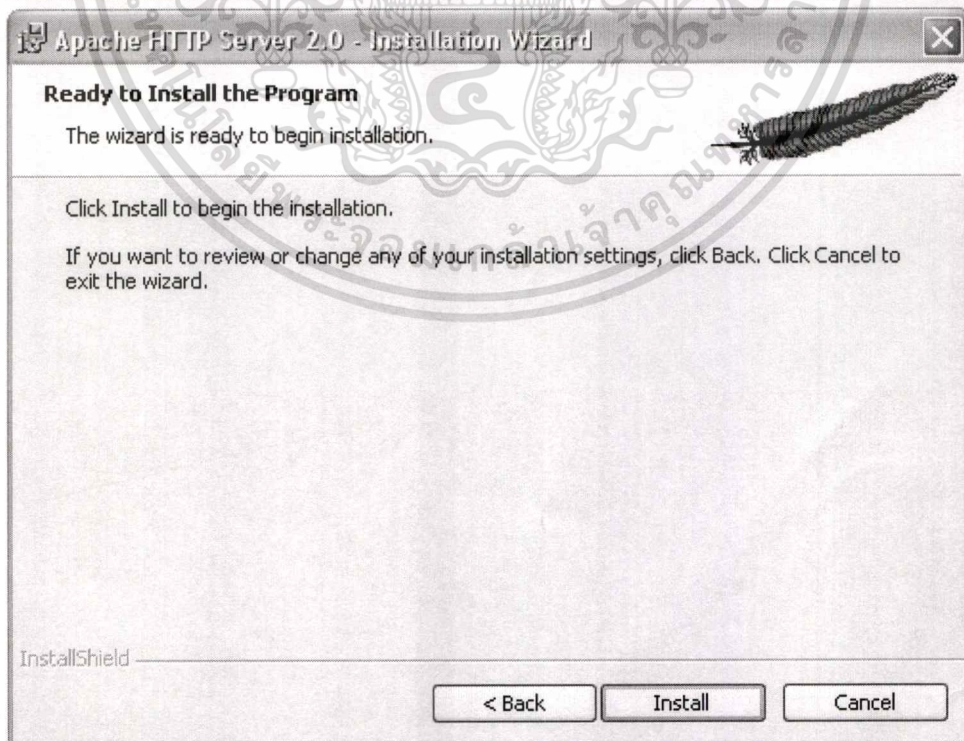 Apache HTTP Server 2.0 - Installation Wizard
Ready to Install the Program
The wizard is ready to begin installation.
Click Install to begin the installation.
If you want to review or change any of your installation settings, click Back. Click Cancel to
exit the wizard.
InstallShield
< Back
Install
Cancel